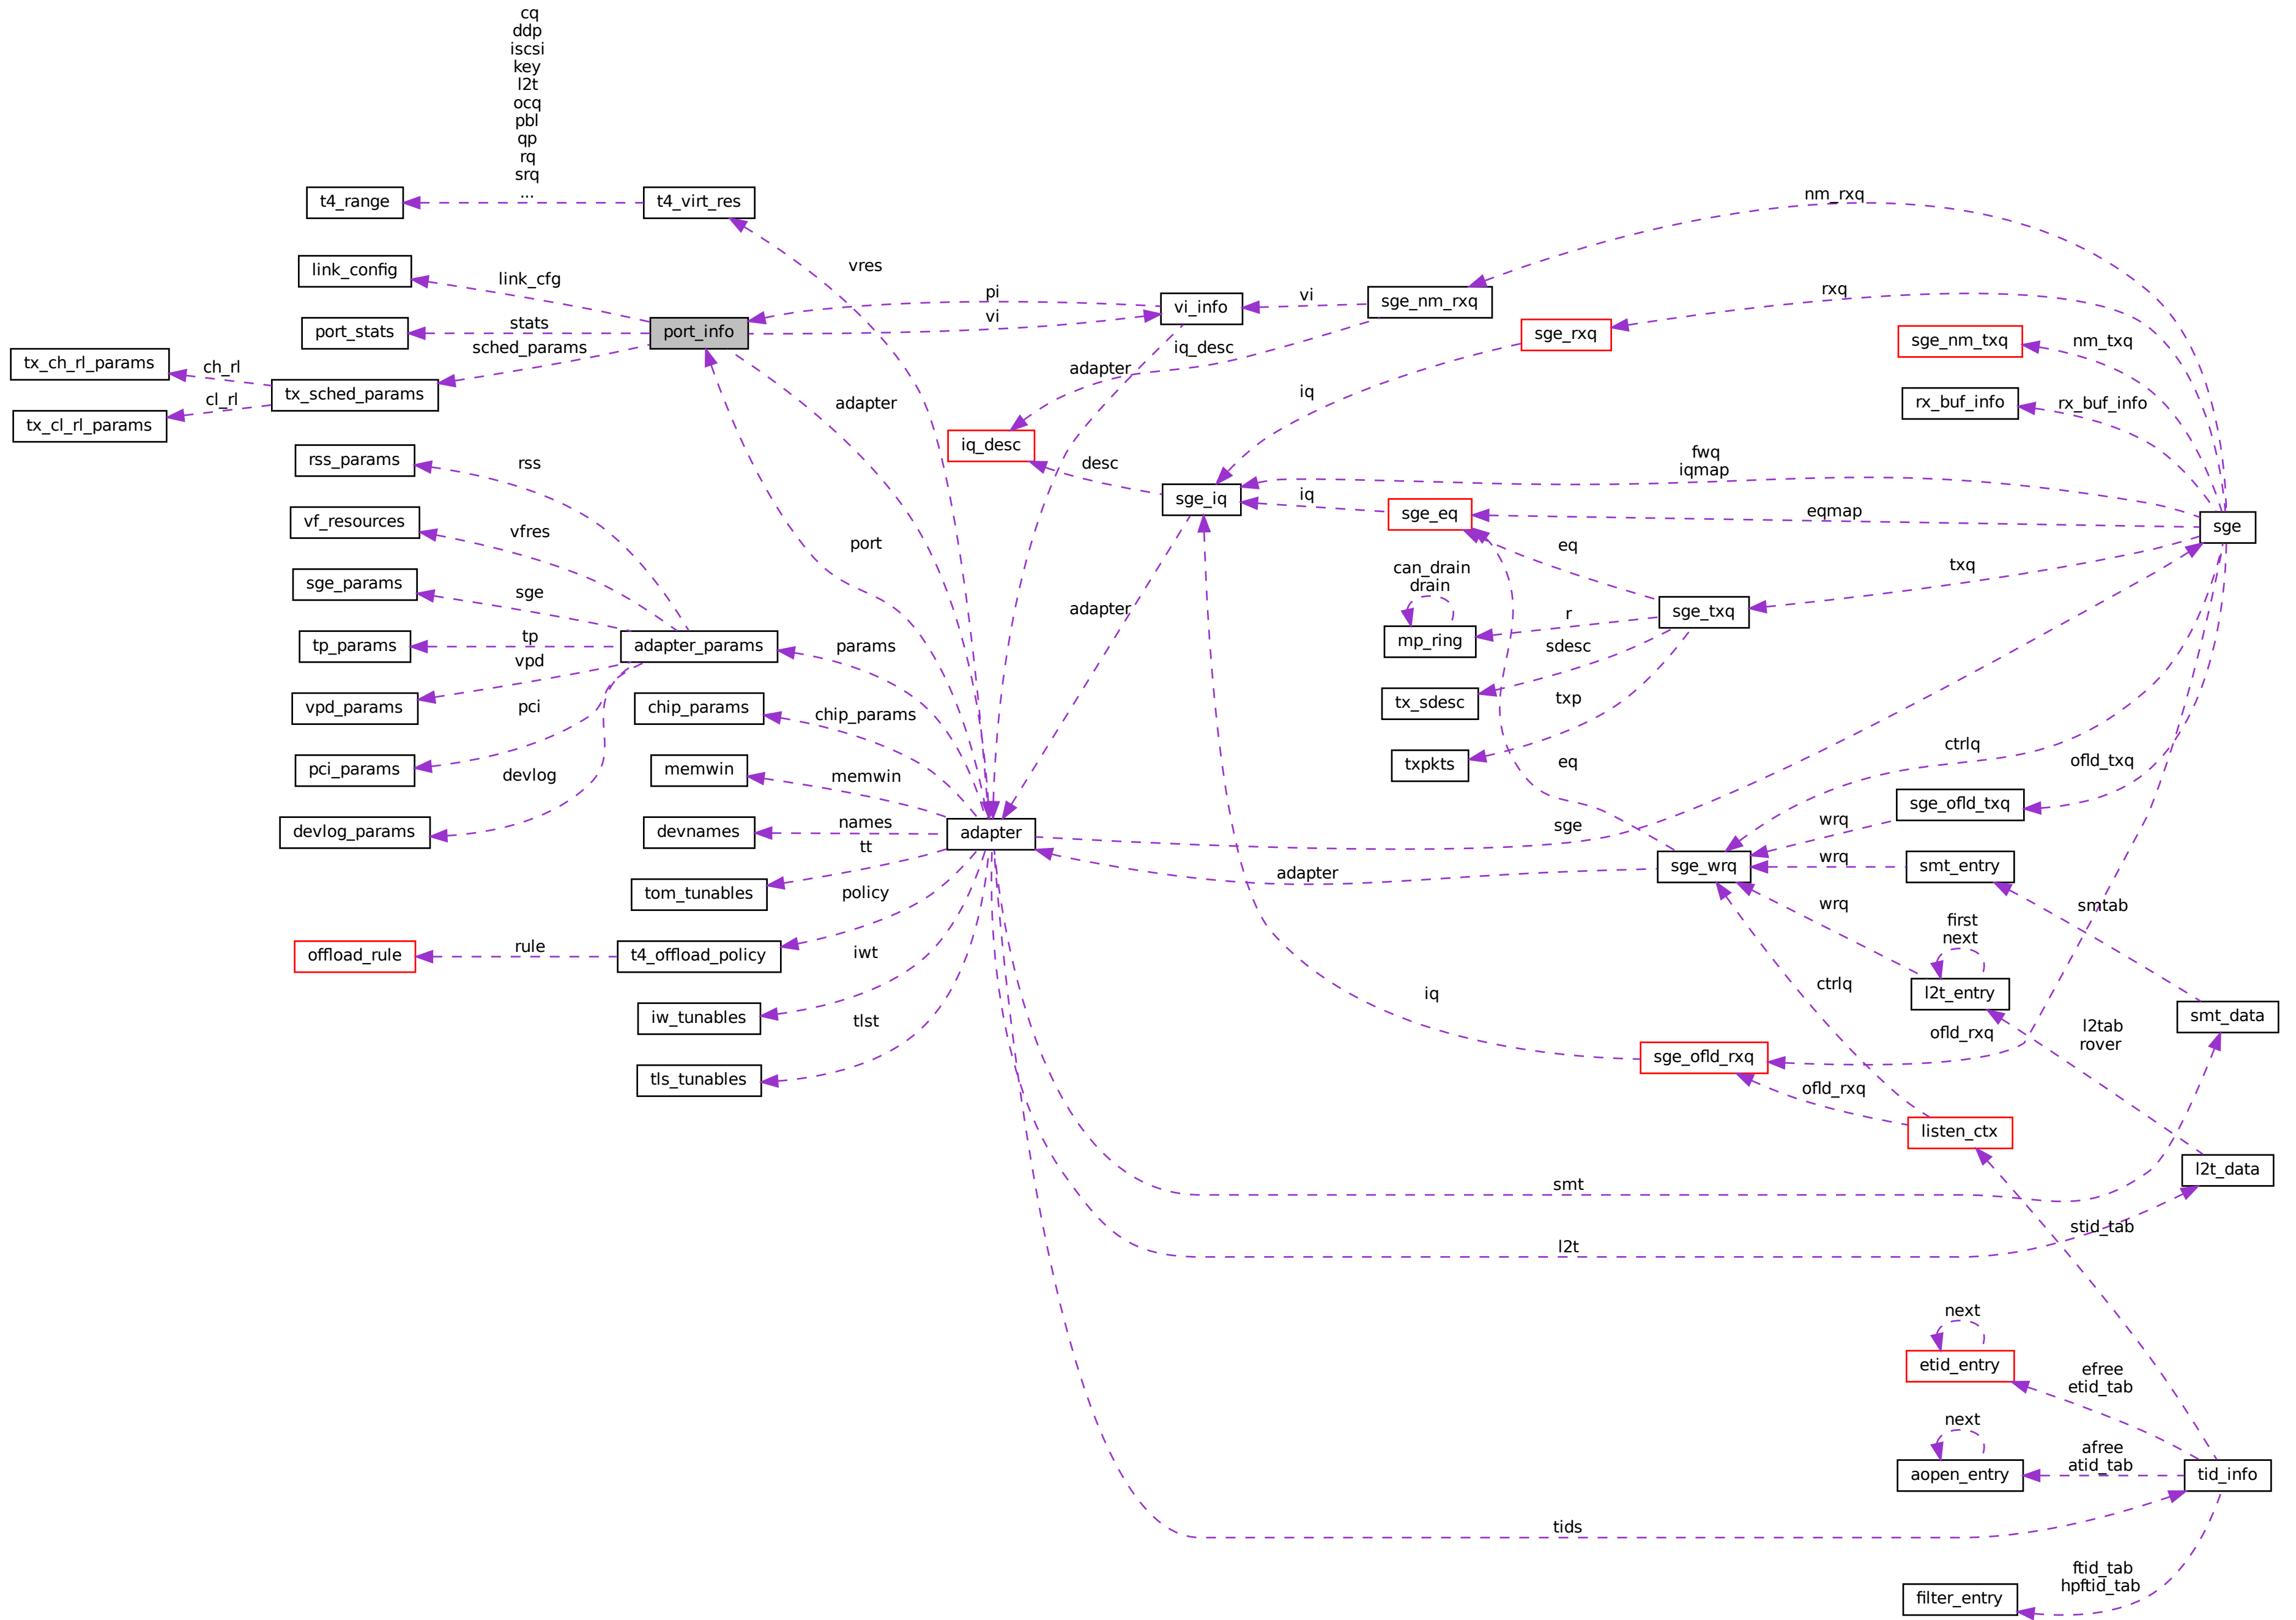 cq
ddp
iscsi
key
l2t
ocq
pbl
qp
rq
srq
...
t4_range
t4_virt_res
nm_rxq
link_config
link_cfg
vres
port_stats
stats
port_info
pi
vi
vi_info
vi
sge_nm_rxq
rxq
sge_rxq
sge_nm_txq
nm_txq
tx_ch_rl_params
ch_rl
sched_params
iq_desc
adapter
tx_sched_params
cl_rl
tx_cl_rl_params
adapter
iq
rx_buf_info
rx_buf_info
iq_desc
desc
rss_params
rss
fwq
iqmap
sge_iq
iq
sge_eq
eqmap
sge
vf_resources
vfres
port
eq
txq
can_drain
drain
sge_params
sge
adapter
r
sge_txq
mp_ring
tp_params
tp
adapter_params
params
sdesc
vpd
vpd_params
pci
chip_params
chip_params
tx_sdesc
txp
ctrlq
pci_params
devlog
memwin
memwin
txpkts
eq
ofld_txq
sge_ofld_txq
devlog_params
devnames
names
adapter
sge
wrq
tt
adapter
sge_wrq
wrq
smt_entry
tom_tunables
policy
wrq
smtab
first
next
offload_rule
rule
t4_offload_policy
iwt
ctrlq
l2t_entry
iq
iw_tunables
tlst
smt_data
l2tab
rover
ofld_rxq
sge_ofld_rxq
tls_tunables
ofld_rxq
listen_ctx
l2t_data
smt
stid_tab
l2t
next
etid_entry
efree
etid_tab
next
aopen_entry
afree
atid_tab
tid_info
tids
ftid_tab
hpftid_tab
filter_entry